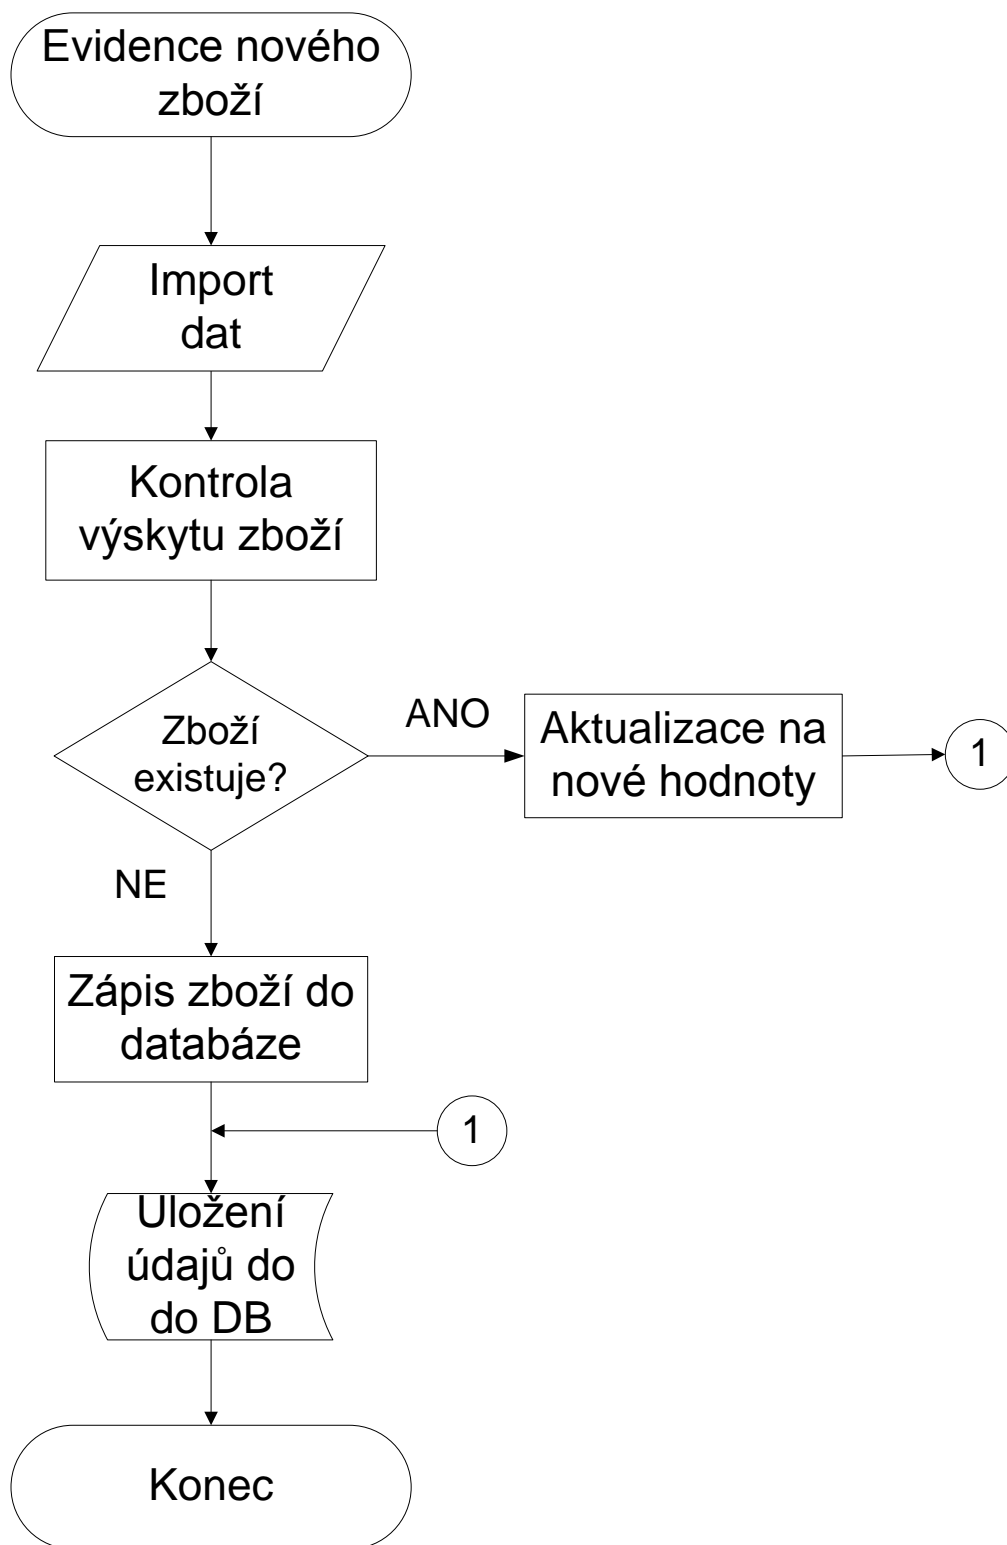 Evidence nového
zboží
Import
dat
Kontrola
výskytu zboží
Zboží
existuje?
ANO
Aktualizace na
nové hodnoty
1
NE
Zápis zboží do
databáze
1
Uložení
údajů do
do DB
Konec